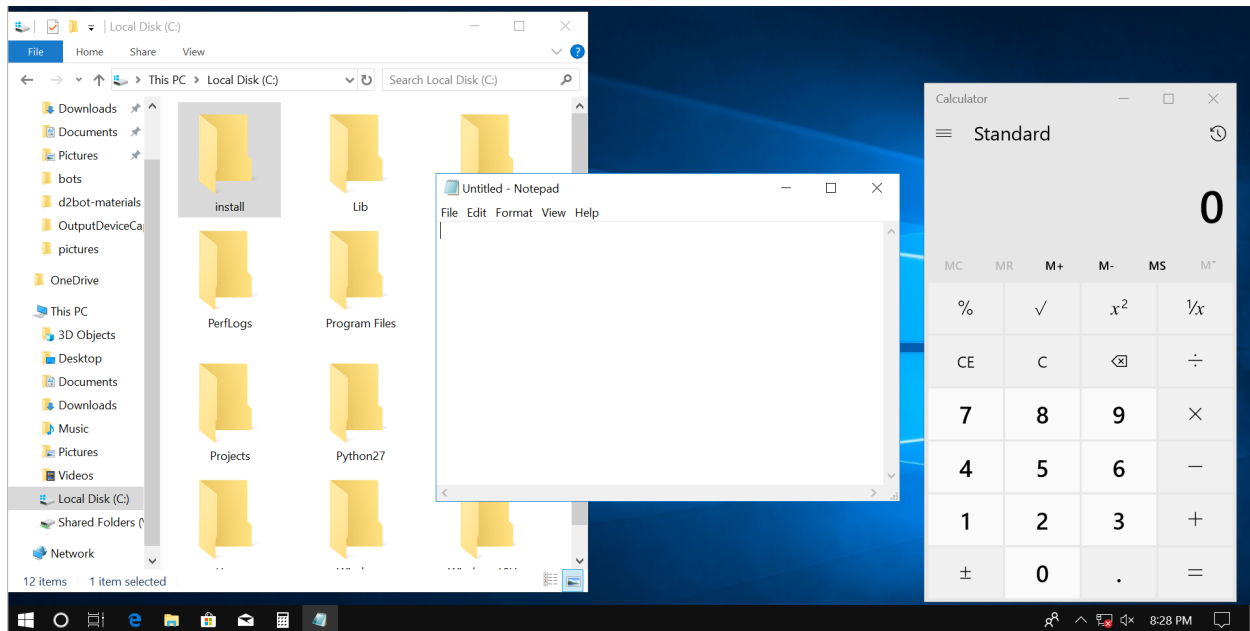 Local Disk (C:)
File Home Share View
This PC > Local Disk (C:)
Search Local Disk (C:)
Downloads
Documents
Pictures
bots
d2bot-materials
OutputDeviceCa
pictures
OneDrive
This PC
3D Objects
Desktop
Documents
Downloads
Music
Pictures
Videos
Local Disk (C:)
Shared Folders (\
Network
install
Lib
PerfLogs
Program Files
Projects
Python27
12 items 1 item selected
Untitled - Notepad
File Edit Format View Help
Calculator
Standard
0
MC MR M+ M- MS M˅
% √ x² ¹/x
CE C ÷
7 8 9 ×
4 5 6 −
1 2 3 +
± 0 . =
8:28 PM